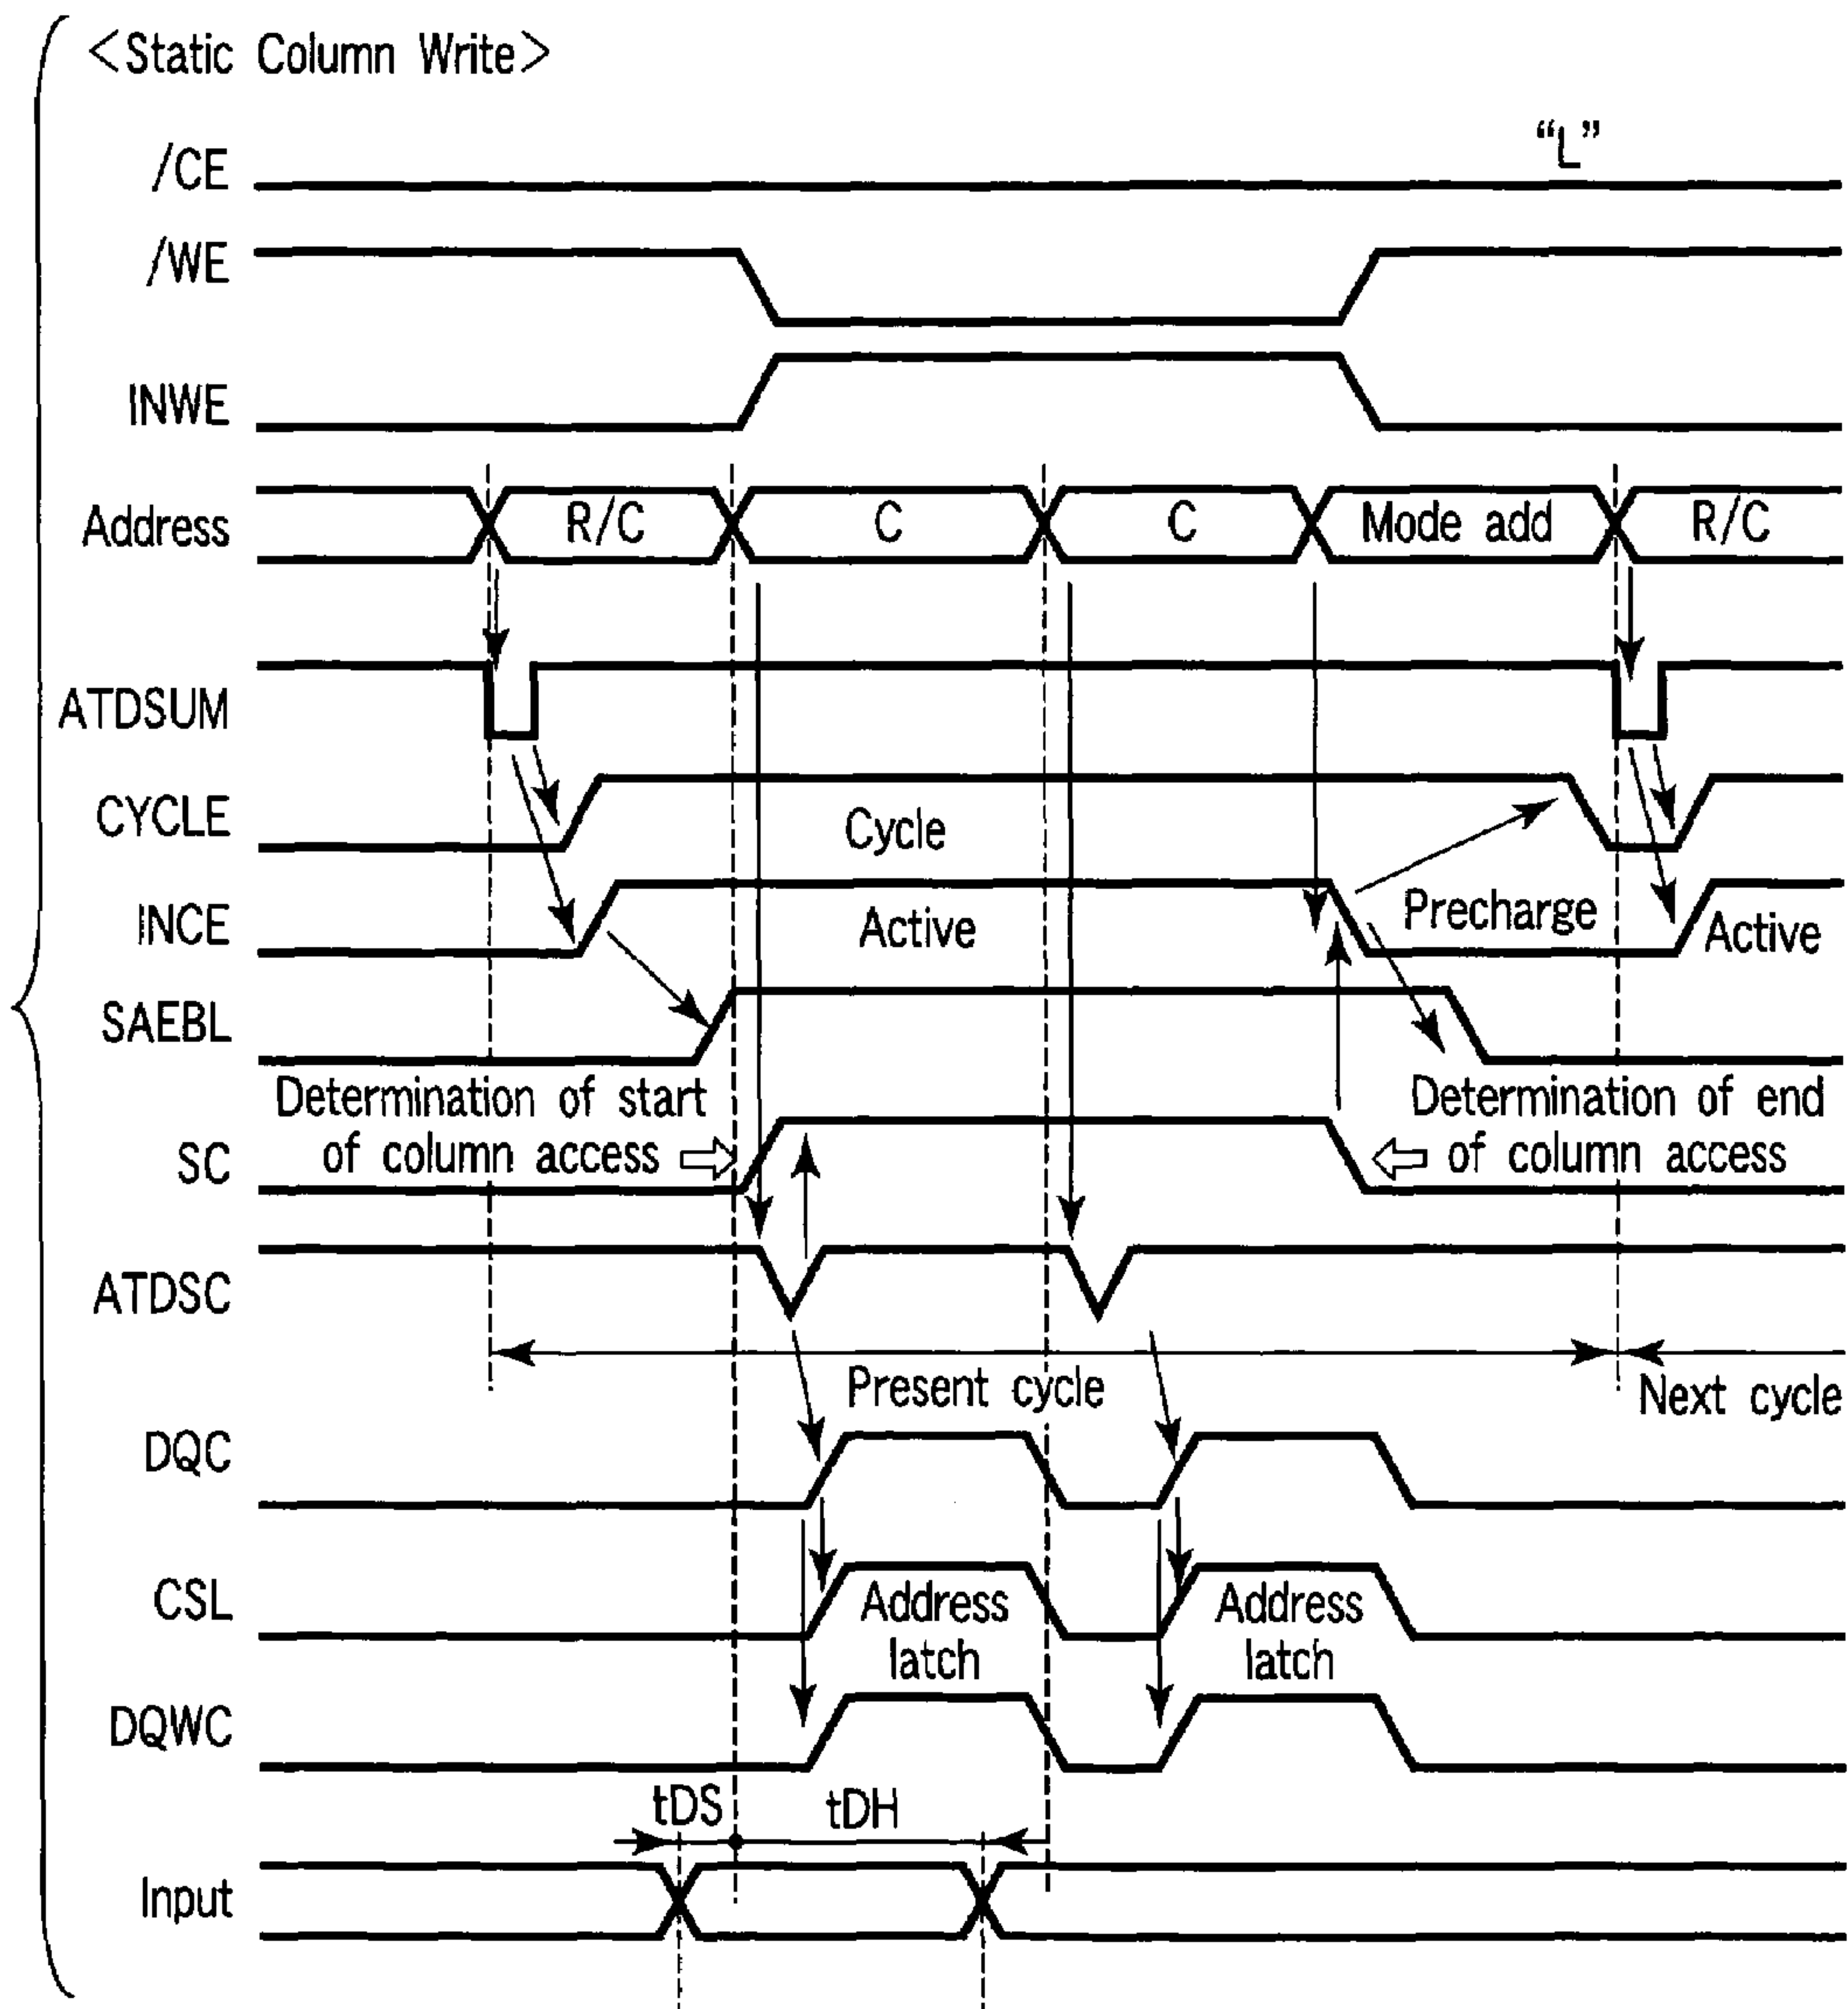 <Static Column Write>
/CE
“L”
/WE
INWE
Address
R/C
C
C
Mode add
R/C
ATDSUM
CYCLE
Cycle
INCE
Active
Precharge
Active
SAEBL
Determination of start
of column access
Determination of end
of column access
SC
ATDSC
Present cycle
Next cycle
DQC
CSL
Address
latch
Address
latch
DQWC
tDS
tDH
Input